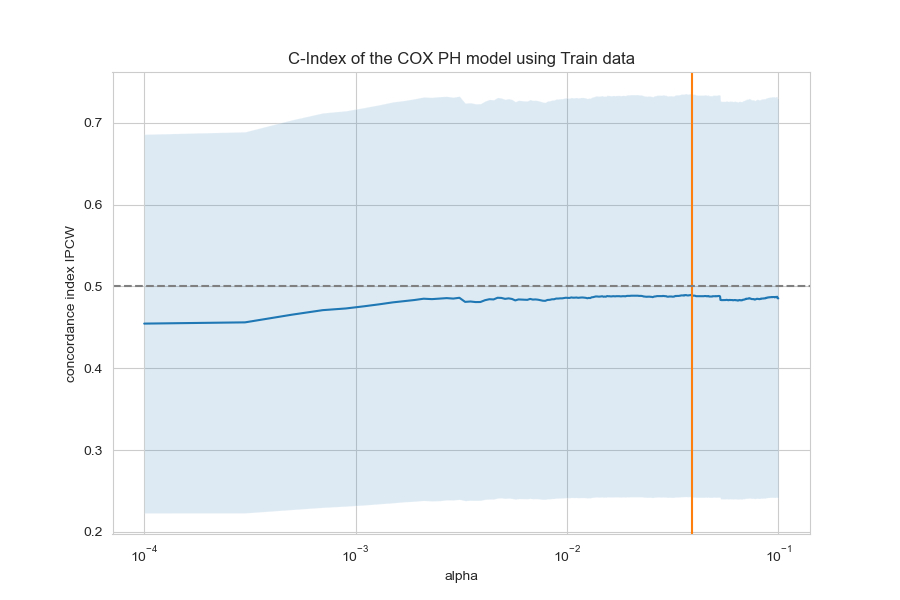 C-Index of the COX PH model using Train data
concordance index IPCW
0.7
0.6
0.5
0.4
0.3
0.2
10⁻⁴ 10⁻³ 10⁻² 10⁻¹
alpha